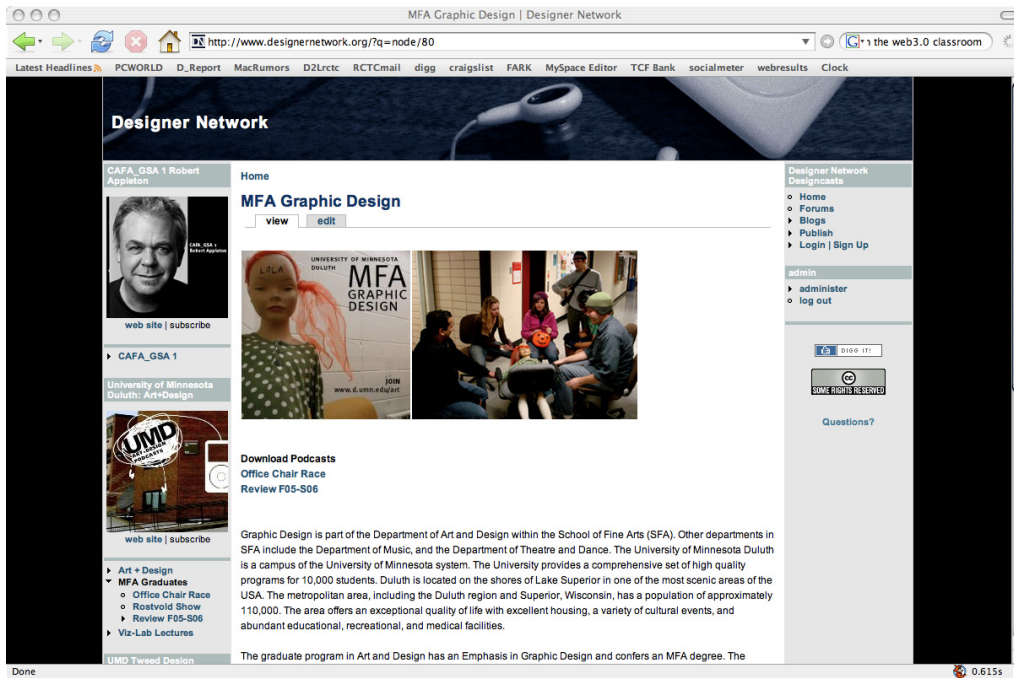 MFA Graphic Design | Designer Network
http://www.designernetwork.org/?q=node/80
the web3.0 classroom
Latest Headlines PCWORLD D_Report MacRumors D2Lrctc RCTCmail digg craigslist FARK MySpace Editor TCF Bank socialmeter webresults Clock
Designer Network
CAFA_GSA 1 Robert
Appleton
CAFA_GSA 1
Robert Appleton
web site | subscribe
CAFA_GSA 1
University of Minnesota
Duluth: Art+Design
UMD
ART+DESIGN
PODCASTS
web site | subscribe
Art + Design
MFA Graduates
Office Chair Race
Rostvold Show
Review F05-S06
Viz-Lab Lectures
UMD Tweed Design
Home
MFA Graphic Design
view edit
LOLA
UNIVERSITY OF MINNESOTA
DULUTH
MFA
GRAPHIC
DESIGN
JOIN
www.d.umn.edu/art
Download Podcasts
Office Chair Race
Review F05-S06
Graphic Design is part of the Department of Art and Design within the School of Fine Arts (SFA). Other departments in
SFA include the Department of Music, and the Department of Theatre and Dance. The University of Minnesota Duluth
is a campus of the University of Minnesota system. The University provides a comprehensive set of high quality
programs for 10,000 students. Duluth is located on the shores of Lake Superior in one of the most scenic areas of the
USA. The metropolitan area, including the Duluth region and Superior, Wisconsin, has a population of approximately
110,000. The area offers an exceptional quality of life with excellent housing, a variety of cultural events, and
abundant educational, recreational, and medical facilities.
The graduate program in Art and Design has an Emphasis in Graphic Design and confers an MFA degree. The
Designer Network
Designcasts
Home
Forums
Blogs
Publish
Login | Sign Up
admin
administer
log out
DIGG IT!
cc
SOME RIGHTS RESERVED
Questions?
Done
0.615s